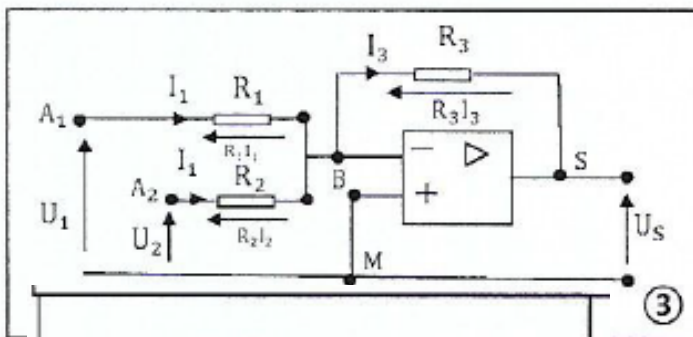 I₃ R₃
I₁ R₁
A₁ R₃I₃
R₁I₁ −
I₁ B S
A₂ R₂ +
U₁ U₂ R₂I₂ U_S
M
③